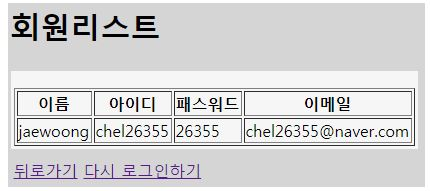 회원리스트
이름 아이디 패스워드 이메일
jaewoong chel26355 26355 chel26355@naver.com
뒤로가기 다시 로그인하기